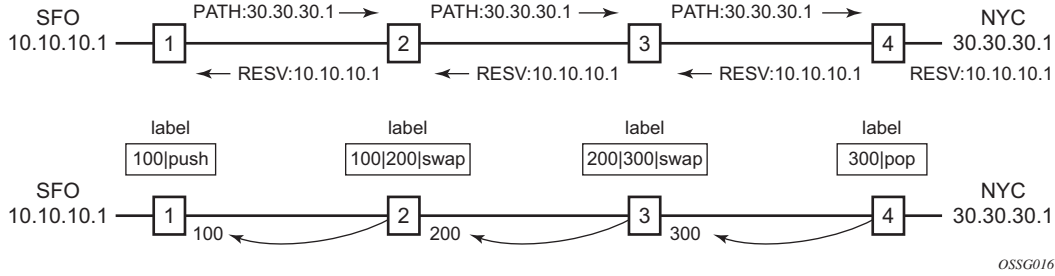 PATH:30.30.30.1 PATH:30.30.30.1 PATH:30.30.30.1
SFO NYC
10.10.10.1 1 2 3 4 30.30.30.1
RESV:10.10.10.1 RESV:10.10.10.1 RESV:10.10.10.1 RESV:10.10.10.1
label label label label
100|push 100|200|swap 200|300|swap 300|pop
SFO NYC
10.10.10.1 1 2 3 4 30.30.30.1
100 200 300
OSSG016